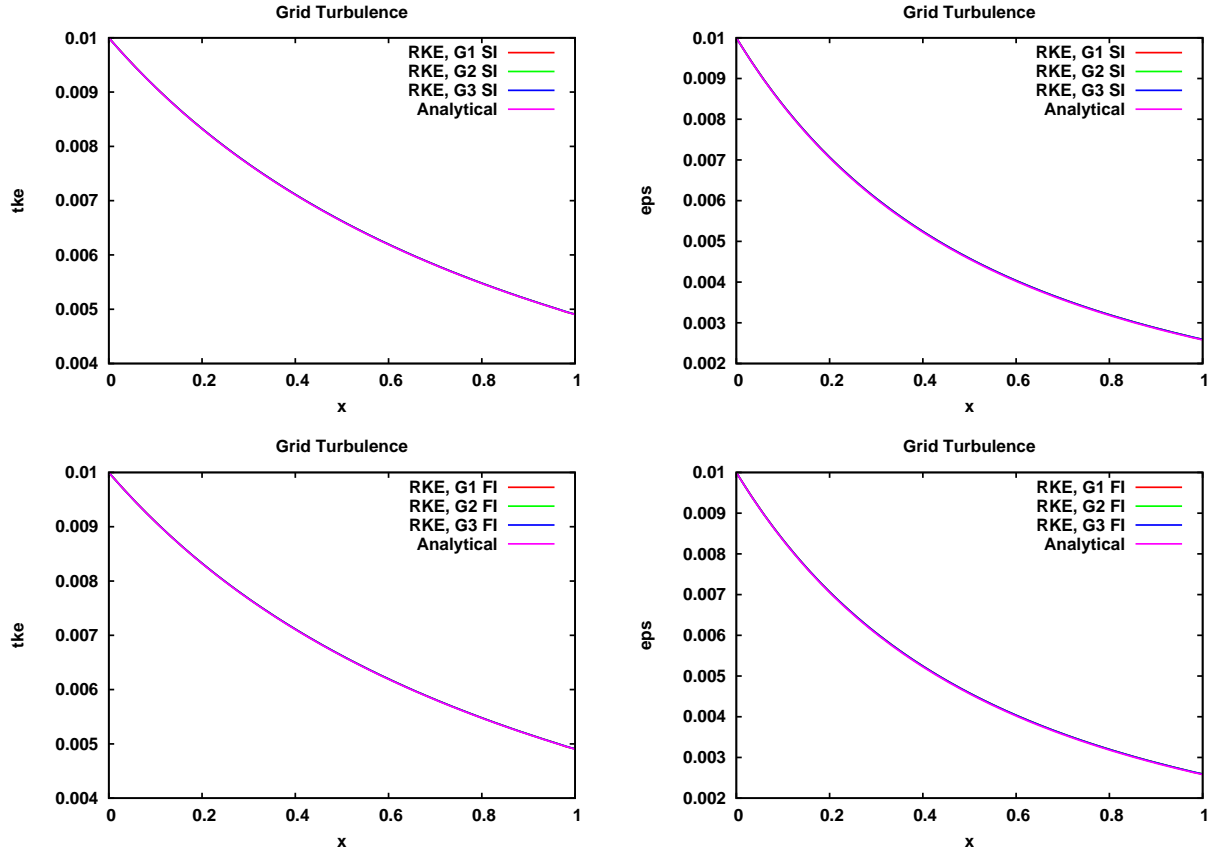 Grid Turbulence
RKE, G1 SI
RKE, G2 SI
RKE, G3 SI
Analytical
0.01
0.009
0.008
0.007
0.006
0.005
0.004
tke
0
0.2
0.4
0.6
0.8
1
x
Grid Turbulence
RKE, G1 SI
RKE, G2 SI
RKE, G3 SI
Analytical
0.01
0.009
0.008
0.007
0.006
0.005
0.004
0.003
0.002
eps
0
0.2
0.4
0.6
0.8
1
x
Grid Turbulence
RKE, G1 FI
RKE, G2 FI
RKE, G3 FI
Analytical
0.01
0.009
0.008
0.007
0.006
0.005
0.004
tke
0
0.2
0.4
0.6
0.8
1
x
Grid Turbulence
RKE, G1 FI
RKE, G2 FI
RKE, G3 FI
Analytical
0.01
0.009
0.008
0.007
0.006
0.005
0.004
0.003
0.002
eps
0
0.2
0.4
0.6
0.8
1
x